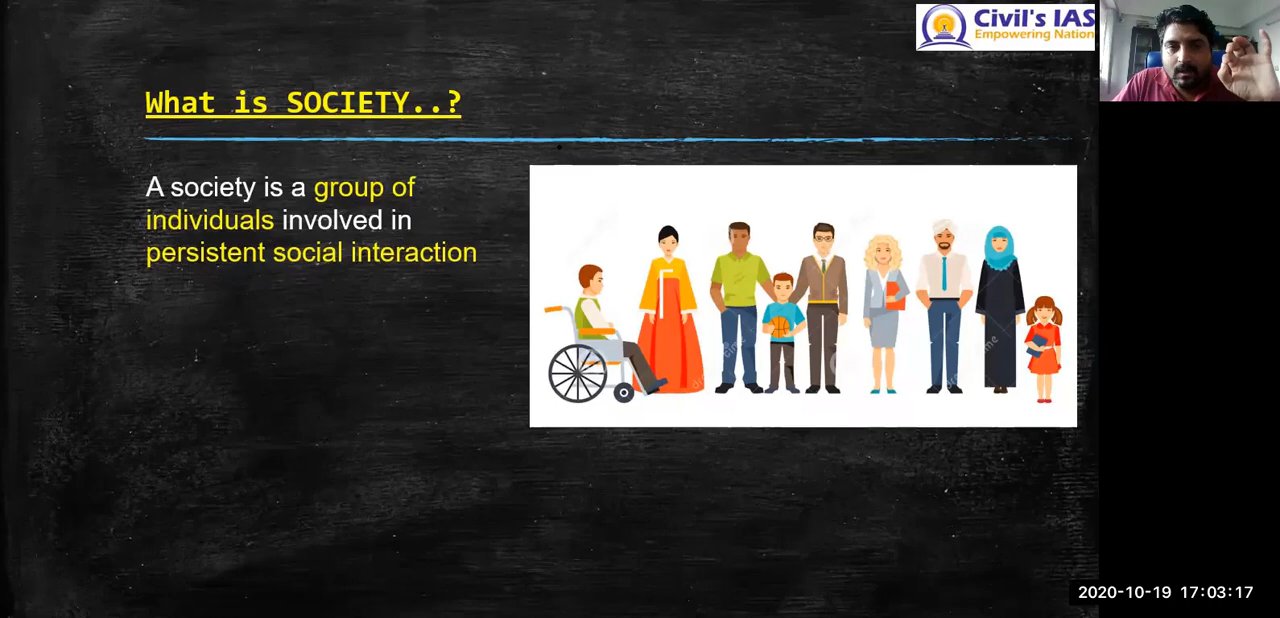 Civil's IAS
Empowering Nation
What is SOCIETY..?
A society is a group of
individuals involved in
persistent social interaction
2020-10-19 17:03:17